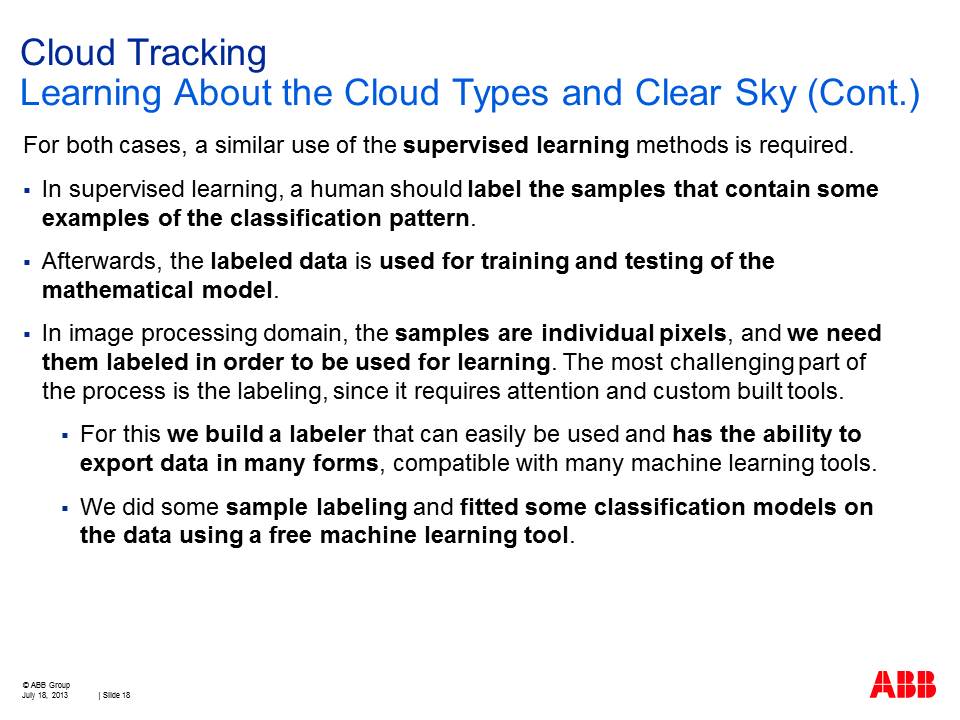 Cloud Tracking
Learning About the Cloud Types and Clear Sky (Cont.)
For both cases, a similar use of the supervised learning methods is required.
▪ In supervised learning, a human should label the samples that contain some
examples of the classification pattern.
▪ Afterwards, the labeled data is used for training and testing of the
mathematical model.
▪ In image processing domain, the samples are individual pixels, and we need
them labeled in order to be used for learning. The most challenging part of
the process is the labeling, since it requires attention and custom built tools.
▪ For this we build a labeler that can easily be used and has the ability to
export data in many forms, compatible with many machine learning tools.
▪ We did some sample labeling and fitted some classification models on
the data using a free machine learning tool.
© ABB Group
July 18, 2013 | Slide 18
ABB